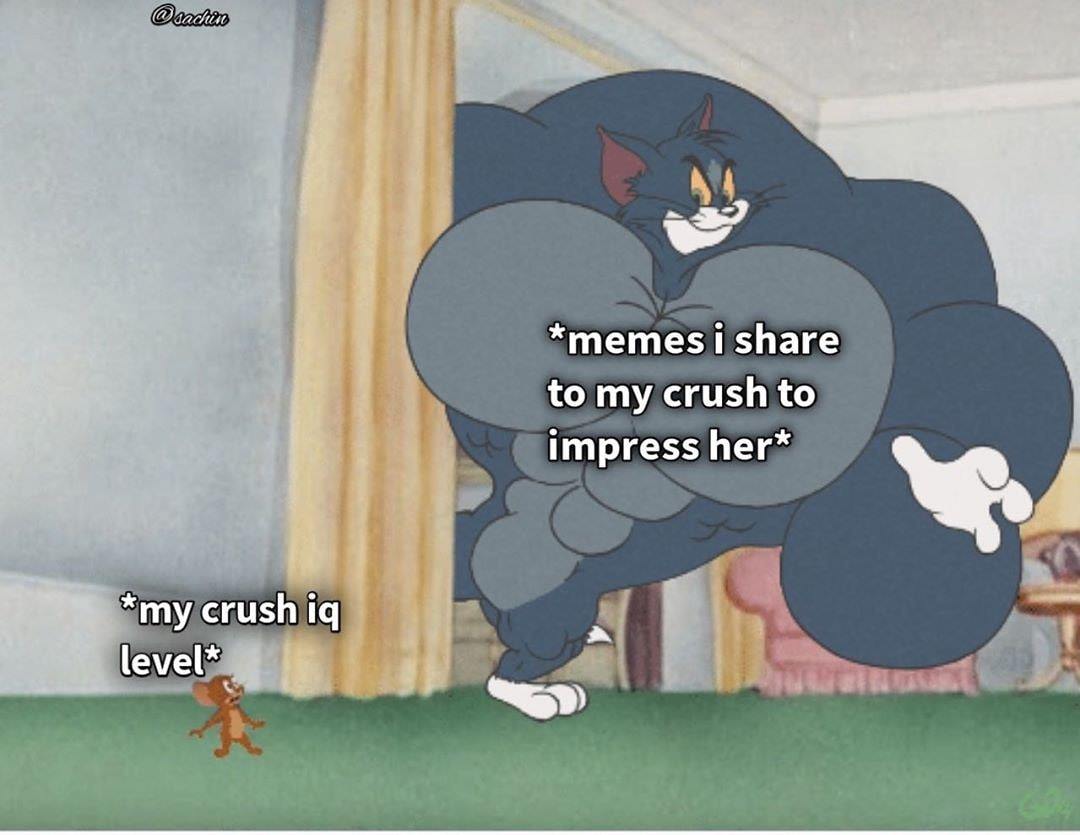 @sachin
*memes i share
to my crush to
impress her*
*my crush iq
level*